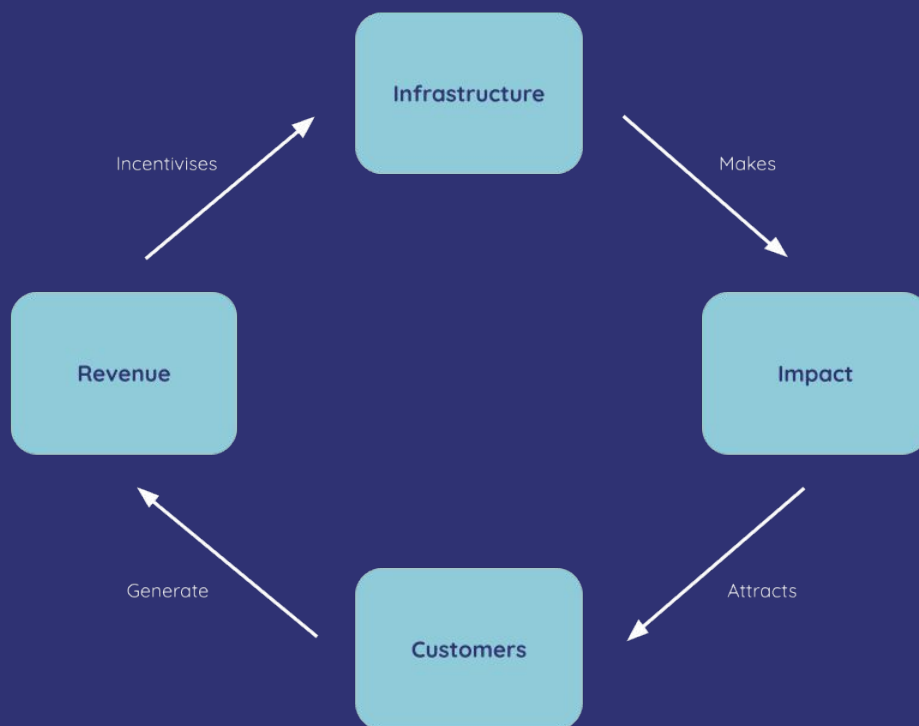 Infrastructure
Incentivises
Makes
Revenue
Impact
Generate
Attracts
Customers